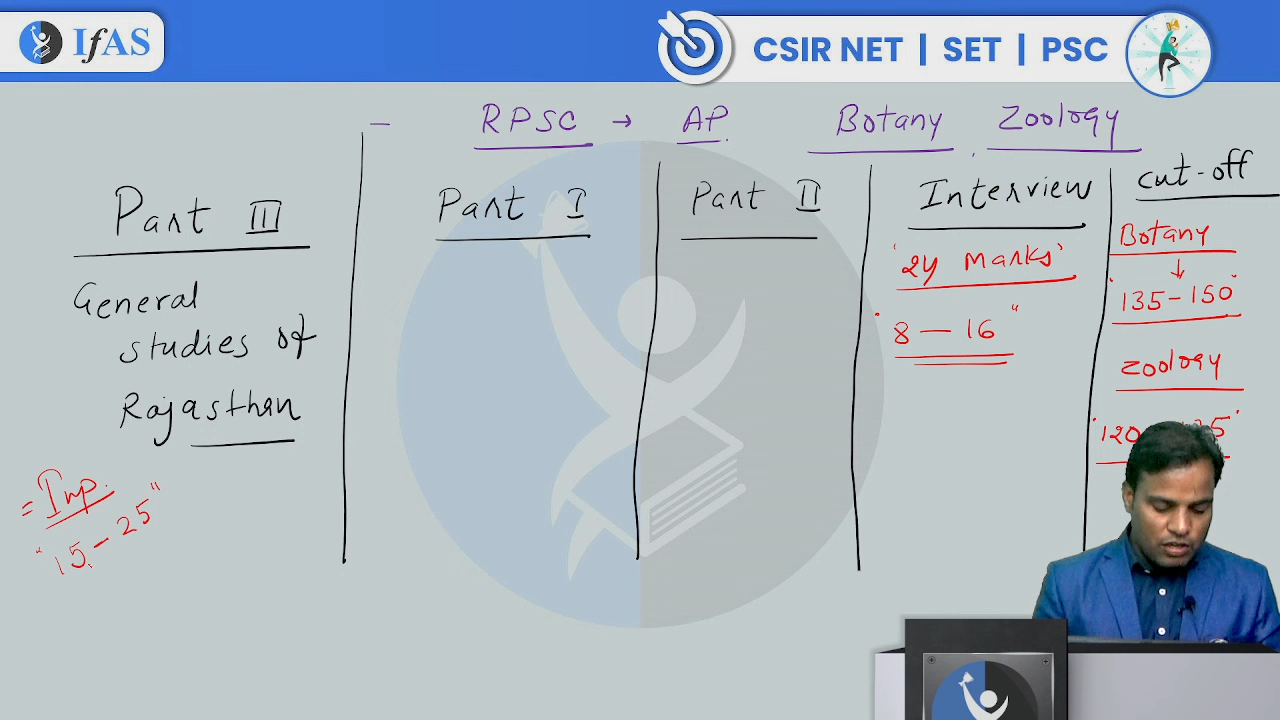 IfAS
CSIR NET | SET | PSC
- RPSC → AP. Botany, Zoology
Part III
General
studies of
Rajasthan
= Imp.
"15-25"
Part I
Part II
Interview
'24 marks'
"8-16"
cut-off
Botany
↓
"135-150"
Zoology